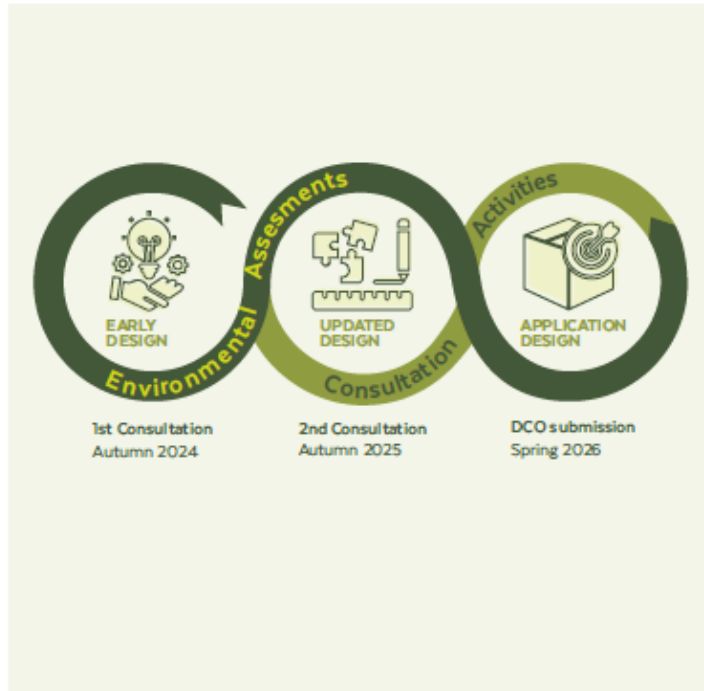 Environmental Assesments
Consultation Activities
EARLY
DESIGN
UPDATED
DESIGN
APPLICATION
DESIGN
1st Consultation
Autumn 2024
2nd Consultation
Autumn 2025
DCO submission
Spring 2026